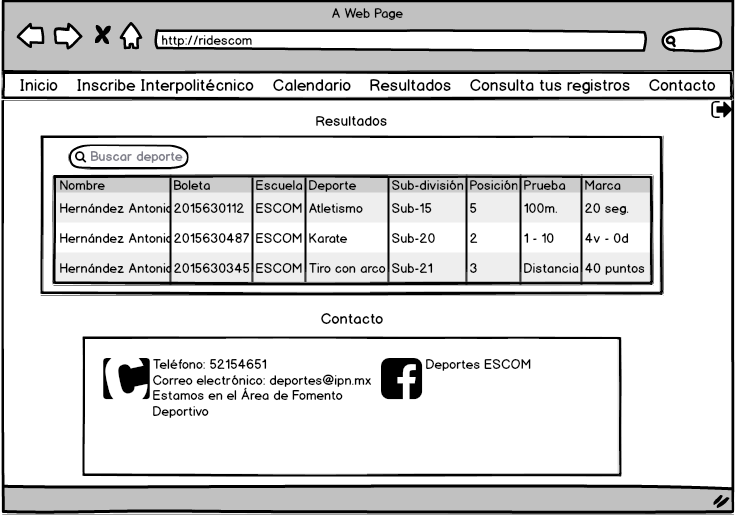 A Web Page
http://ridescom
Inicio Inscribe Interpolitécnico Calendario Resultados Consulta tus registros Contacto
Resultados
Buscar deporte
Nombre Boleta Escuela Deporte Sub-división Posición Prueba Marca
Hernández Antonio 2015630112 ESCOM Atletismo Sub-15 5 100m. 20 seg.
Hernández Antonio 2015630487 ESCOM Karate Sub-20 2 1 - 10 4v - 0d
Hernández Antonio 2015630345 ESCOM Tiro con arco Sub-21 3 Distancia 40 puntos
Contacto
Teléfono: 52154651
Correo electrónico: deportes@ipn.mx
Estamos en el Área de Fomento
Deportivo
Deportes ESCOM